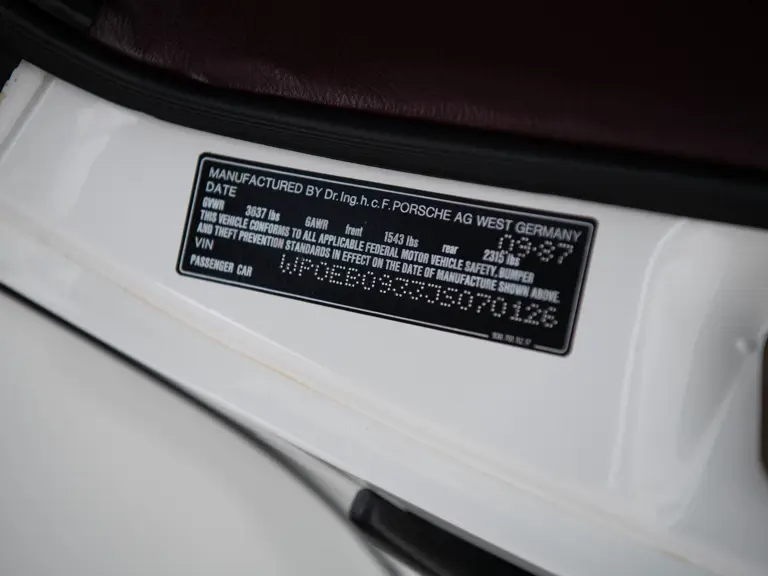 MANUFACTURED BY Dr.Ing.h.c.F.PORSCHE AG WEST GERMANY
DATE 09-87
GVWR 3637 lbs GAWR front 1543 lbs rear 2315 lbs
THIS VEHICLE CONFORMS TO ALL APPLICABLE FEDERAL MOTOR VEHICLE SAFETY, BUMPER
AND THEFT PREVENTION STANDARDS IN EFFECT ON THE DATE OF MANUFACTURE SHOWN ABOVE
VIN WP0EB0933JS070126
PASSENGER CAR